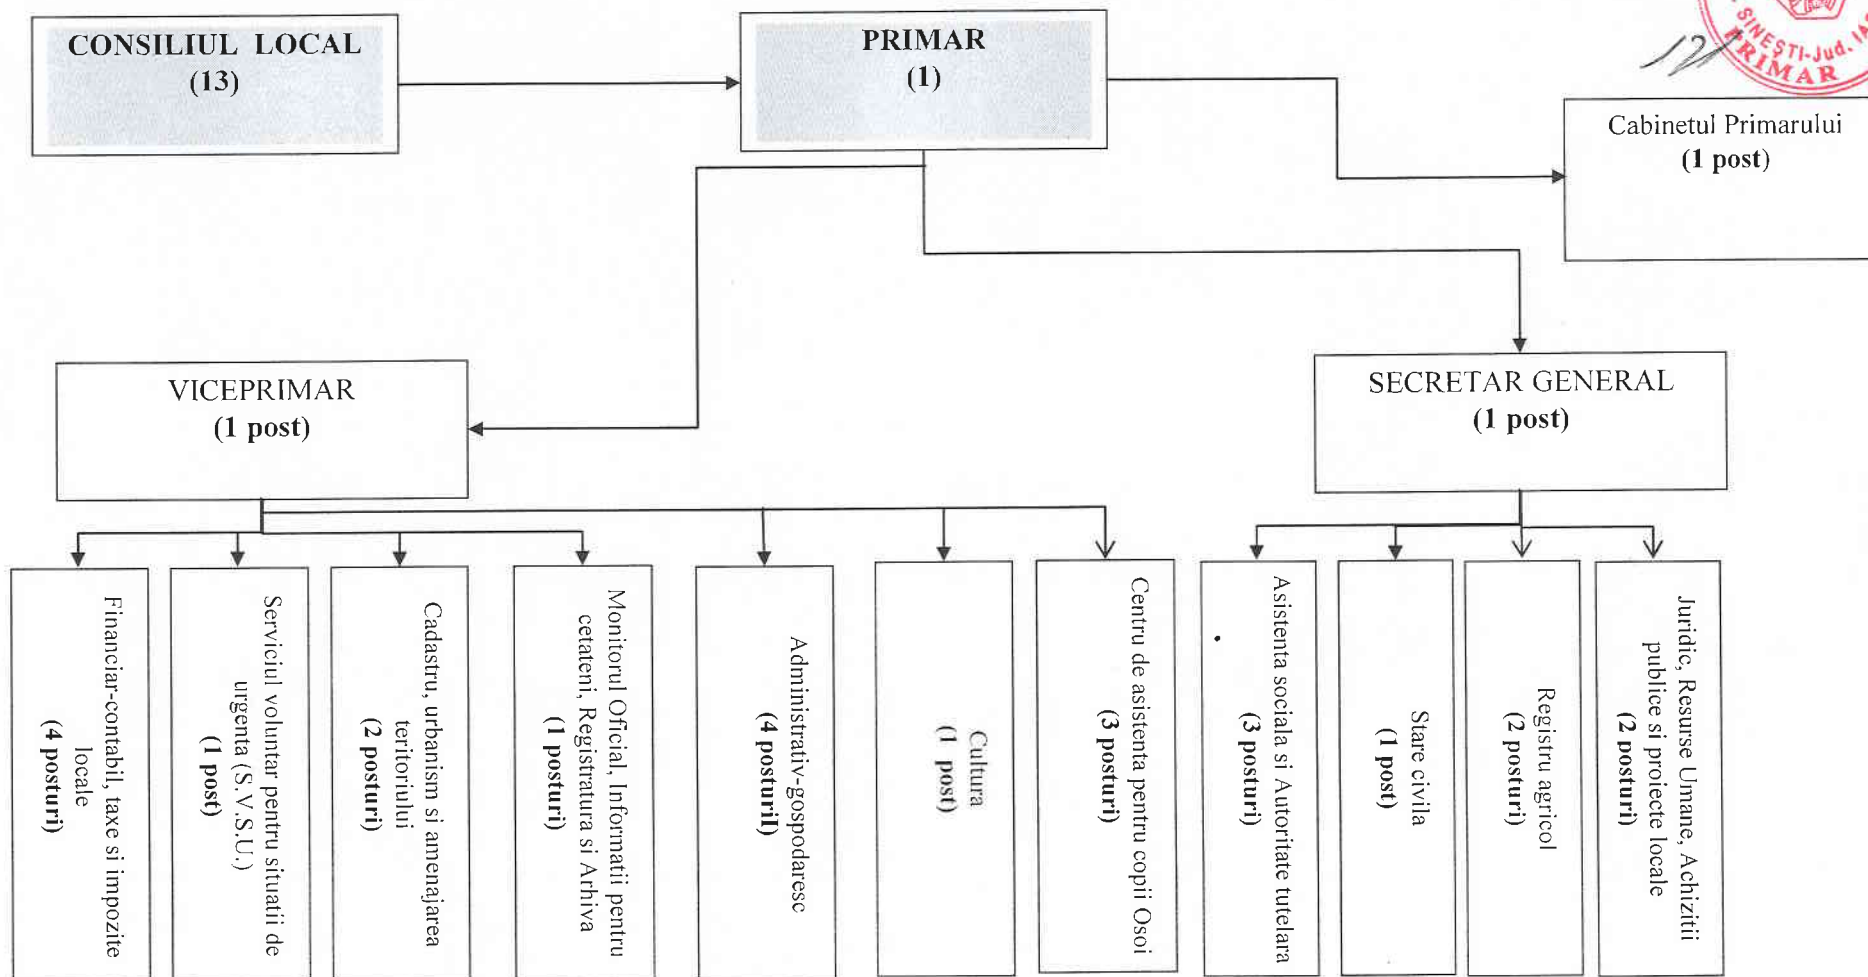 CONSILIUL LOCAL
(13)
PRIMAR
(1)
SINEȘTI-Jud. IAȘ
PRIMAR
Cabinetul Primarului
(1 post)
VICEPRIMAR
(1 post)
SECRETAR GENERAL
(1 post)
Financiar-contabil, taxe si impozite
locale
(4 posturi)
Serviciul voluntar pentru situatii de
urgenta (S.V.S.U.)
(1 post)
Cadastru, urbanism si amenajarea
teritoriului
(2 posturi)
Monitorul Oficial, Informatii pentru
cetateni, Registratura si Arhiva
(1 posturi)
Administrativ-gospodaresc
(4 posturiI)
Cultura
(1 post)
Centru de asistenta pentru copii Osoi
(3 posturi)
Asistenta sociala si Autoritate tutelara
(3 posturi)
Stare civila
(1 post)
Registru agricol
(2 posturi)
Juridic, Resurse Umane, Achizitii
publice si proiecte locale
(2 posturi)